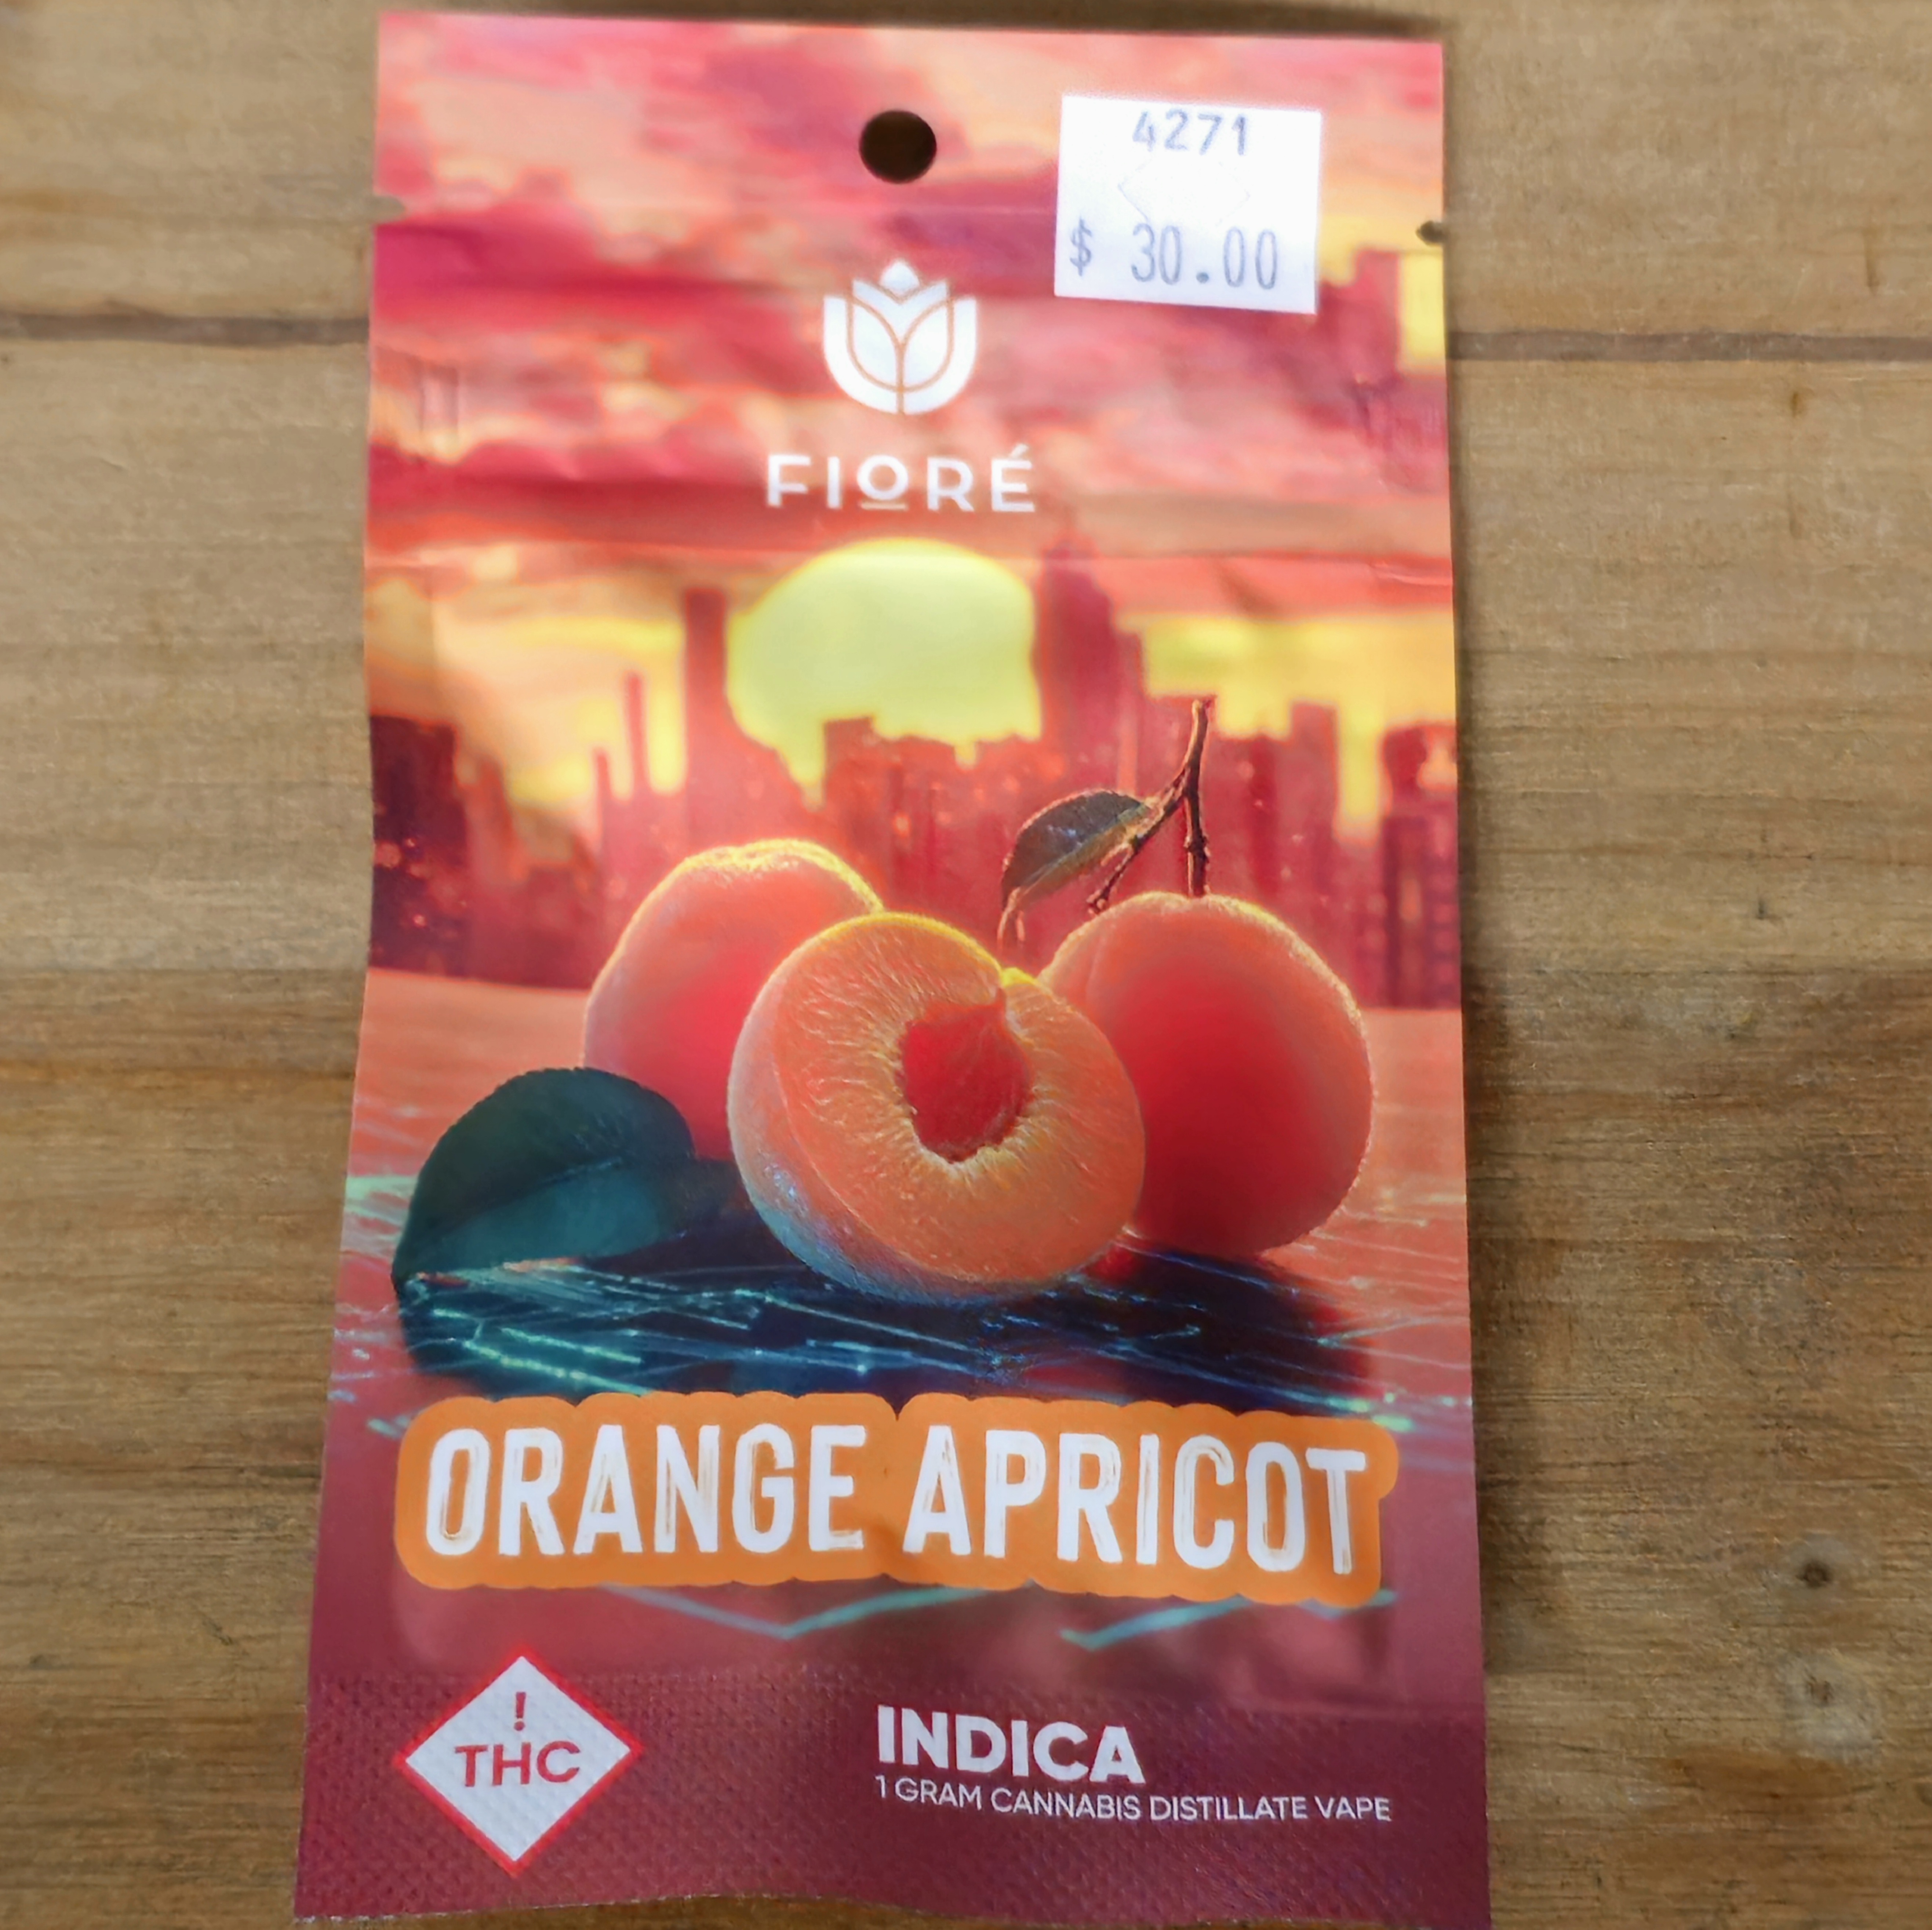 4271
$ 30.00
FIORÉ
ORANGE APRICOT
!
THC
INDICA
1 GRAM CANNABIS DISTILLATE VAPE